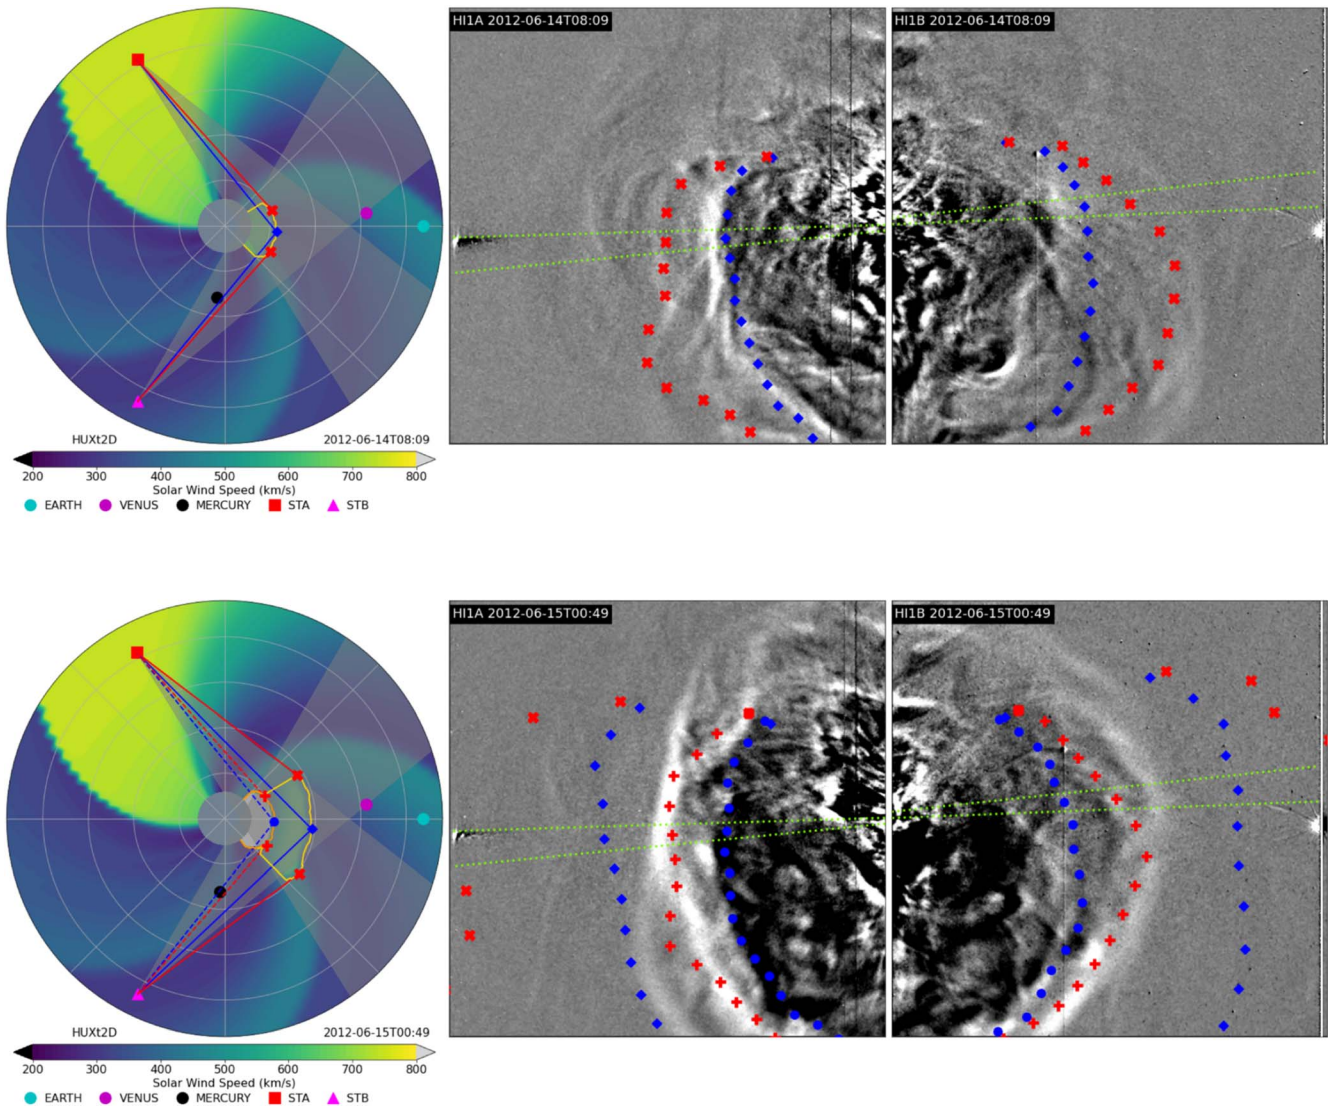 HI1A 2012-06-14T08:09
HI1B 2012-06-14T08:09
HUXt2D
2012-06-14T08:09
200 300 400 500 600 700 800
Solar Wind Speed (km/s)
EARTH VENUS MERCURY STA STB
HI1A 2012-06-15T00:49
HI1B 2012-06-15T00:49
HUXt2D
2012-06-15T00:49
200 300 400 500 600 700 800
Solar Wind Speed (km/s)
EARTH VENUS MERCURY STA STB